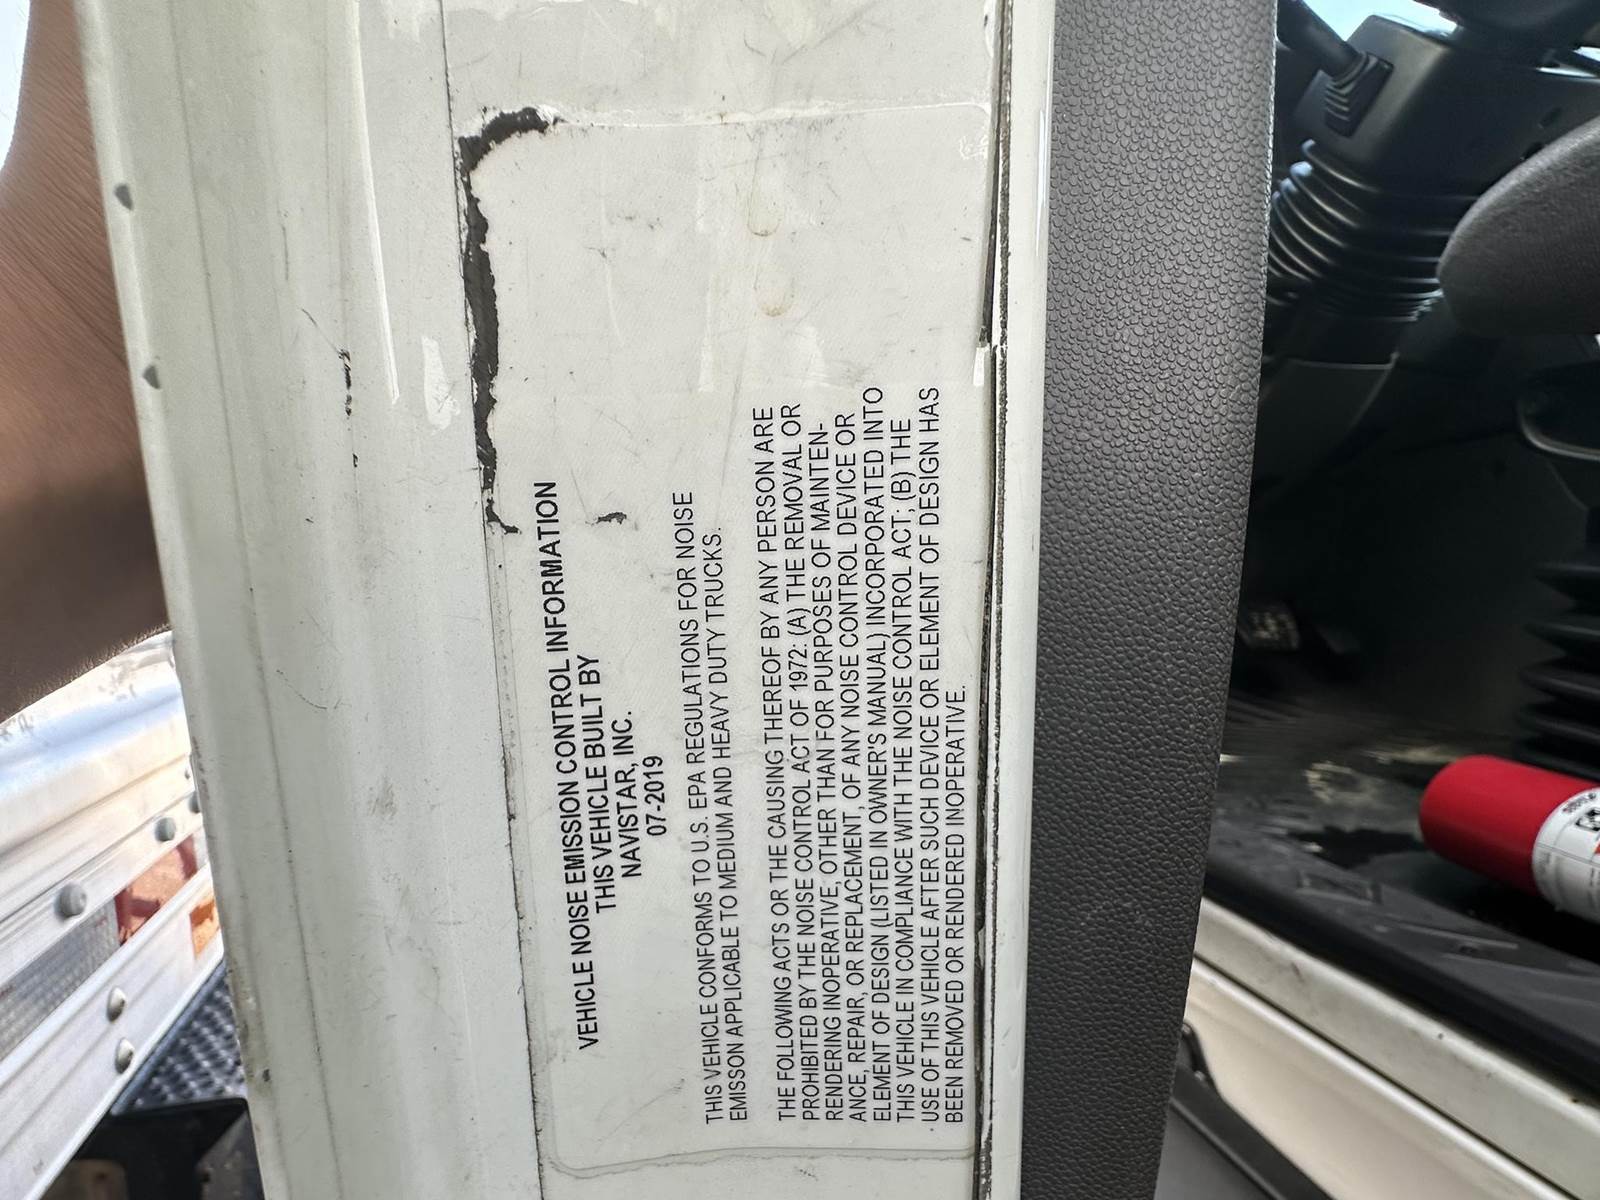 VEHICLE NOISE EMISSION CONTROL INFORMATION
THIS VEHICLE BUILT BY
NAVISTAR, INC.
07-2019
THIS VEHICLE CONFORMS TO U.S. EPA REGULATIONS FOR NOISE
EMISSON APPLICABLE TO MEDIUM AND HEAVY DUTY TRUCKS.
THE FOLLOWING ACTS OR THE CAUSING THEREOF BY ANY PERSON ARE
PROHIBITED BY THE NOISE CONTROL ACT OF 1972: (A) THE REMOVAL OR
RENDERING INOPERATIVE, OTHER THAN FOR PURPOSES OF MAINTEN-
ANCE, REPAIR, OR REPLACEMENT, OF ANY NOISE CONTROL DEVICE OR
ELEMENT OF DESIGN (LISTED IN OWNER'S MANUAL) INCORPORATED INTO
THIS VEHICLE IN COMPLIANCE WITH THE NOISE CONTROL ACT; (B) THE
USE OF THIS VEHICLE AFTER SUCH DEVICE OR ELEMENT OF DESIGN HAS
BEEN REMOVED OR RENDERED INOPERATIVE.